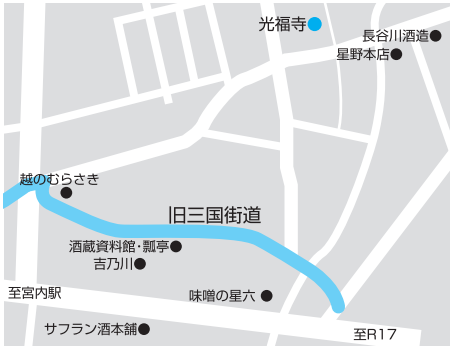 光福寺
長谷川酒造
星野本店
越のむらさき
旧三国街道
酒蔵資料館・瓢亭
吉乃川
至宮内駅
味噌の星六
サフラン酒本舗
至R17